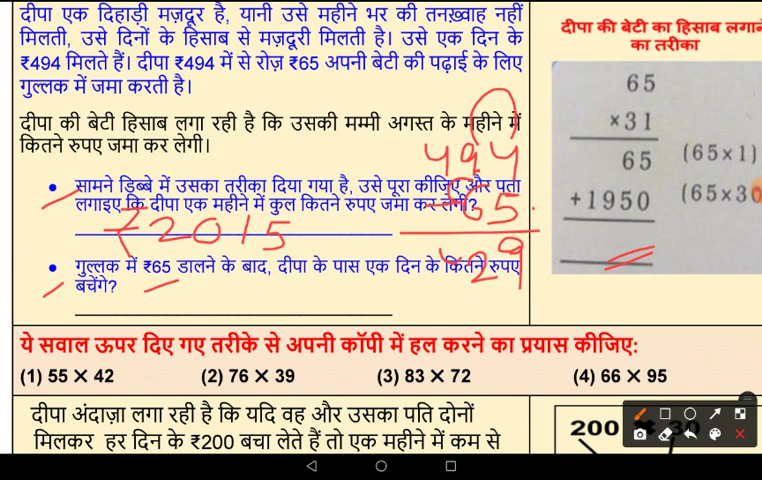 दीपा एक दिहाड़ी मज़दूर है, यानी उसे महीने भर की तनख़्वाह नहीं
मिलती, उसे दिनों के हिसाब से मज़दूरी मिलती है। उसे एक दिन के
₹494 मिलते हैं। दीपा ₹494 में से रोज़ ₹65 अपनी बेटी की पढ़ाई के लिए
गुल्लक में जमा करती है।
दीपा की बेटी हिसाब लगा रही है कि उसकी मम्मी अगस्त के महीने में
कितने रुपए जमा कर लेगी।
• सामने डिब्बे में उसका तरीका दिया गया है, उसे पूरा कीजिए और पता
लगाइए कि दीपा एक महीने में कुल कितने रुपए जमा कर लेगी?
₹2015
• गुल्लक में ₹65 डालने के बाद, दीपा के पास एक दिन के कितने रुपए
बचेंगे?
494
- 65
429
दीपा की बेटी का हिसाब लगाने
का तरीका
65
×31
65 (65×1)
+1950 (65×30
ये सवाल ऊपर दिए गए तरीके से अपनी कॉपी में हल करने का प्रयास कीजिए:
(1) 55 × 42 (2) 76 × 39 (3) 83 × 72 (4) 66 × 95
दीपा अंदाज़ा लगा रही है कि यदि वह और उसका पति दोनों
मिलकर हर दिन के ₹200 बचा लेते हैं तो एक महीने में कम से
200 × 30